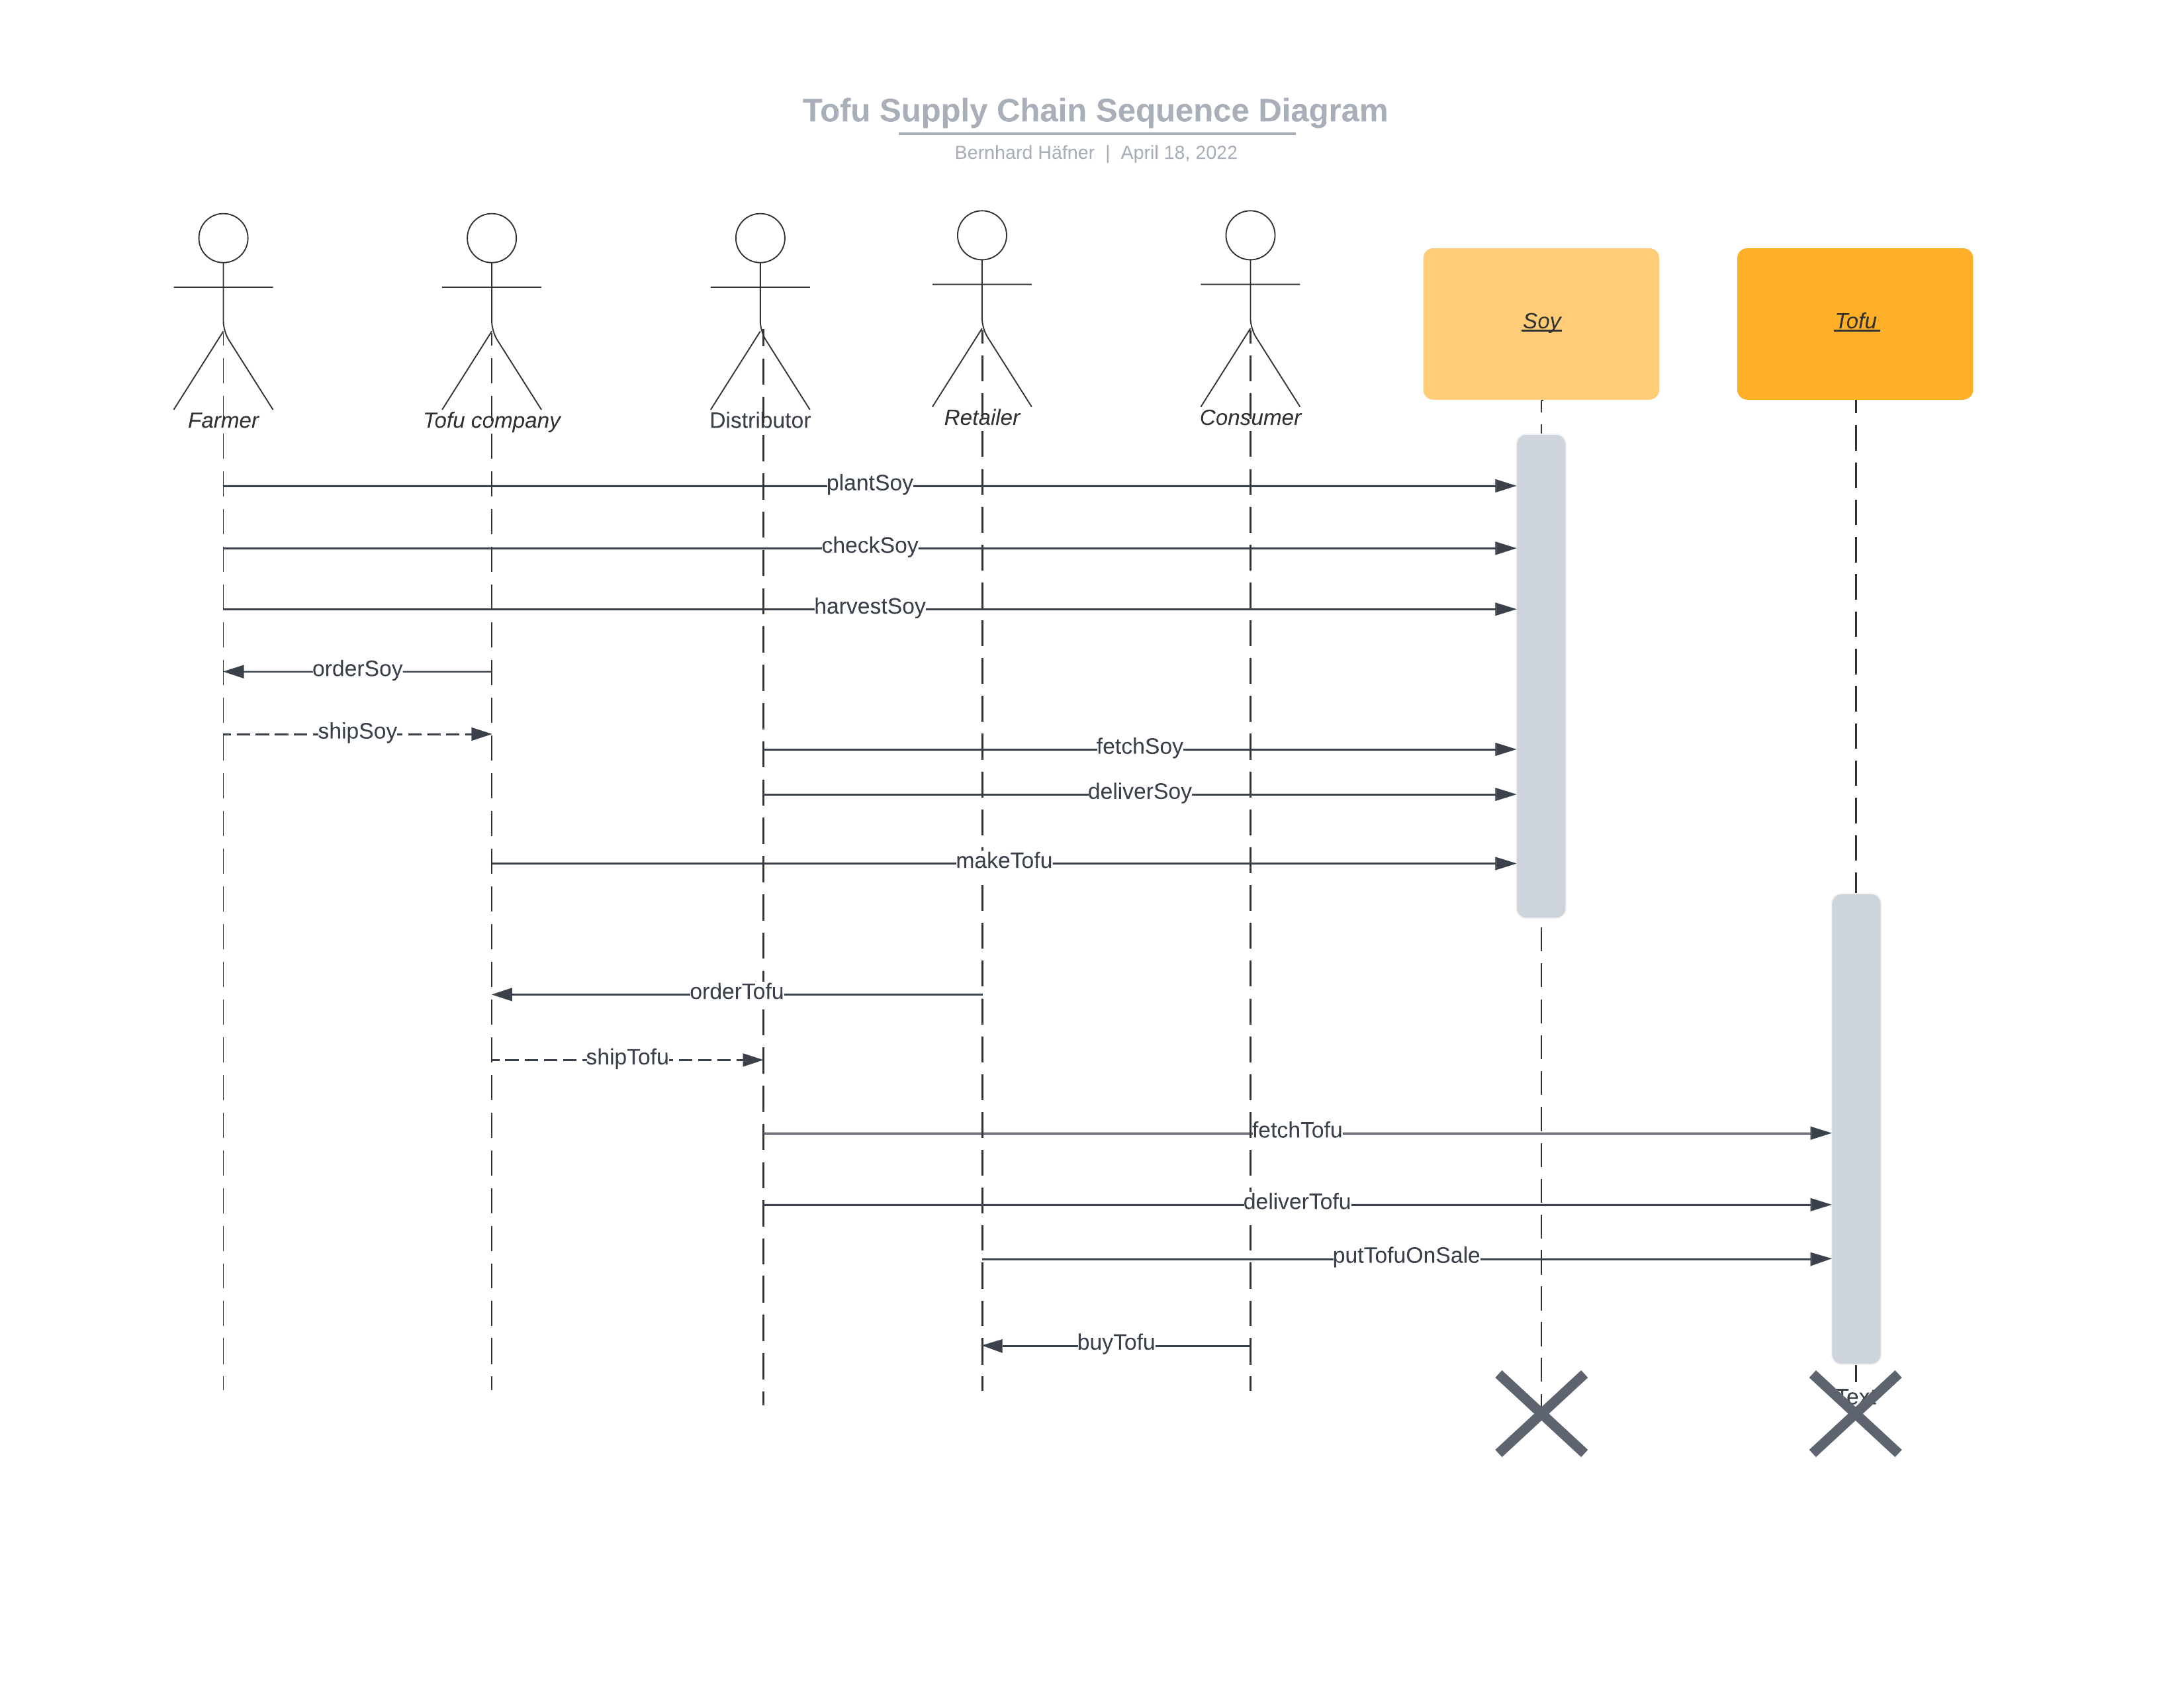 Tofu Supply Chain Sequence Diagram
Bernhard Häfner | April 18, 2022
Soy
Tofu
Farmer
Tofu company
Distributor
Retailer
Consumer
plantSoy
checkSoy
harvestSoy
orderSoy
shipSoy
fetchSoy
deliverSoy
makeTofu
orderTofu
shipTofu
fetchTofu
deliverTofu
putTofuOnSale
buyTofu
Text